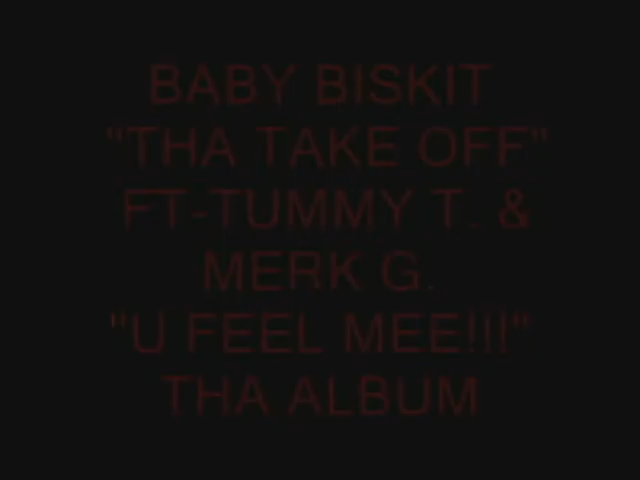 BABY BISKIT
"THA TAKE OFF"
FT-TUMMY T. &
MERK G.
"U FEEL MEE!!!"
THA ALBUM